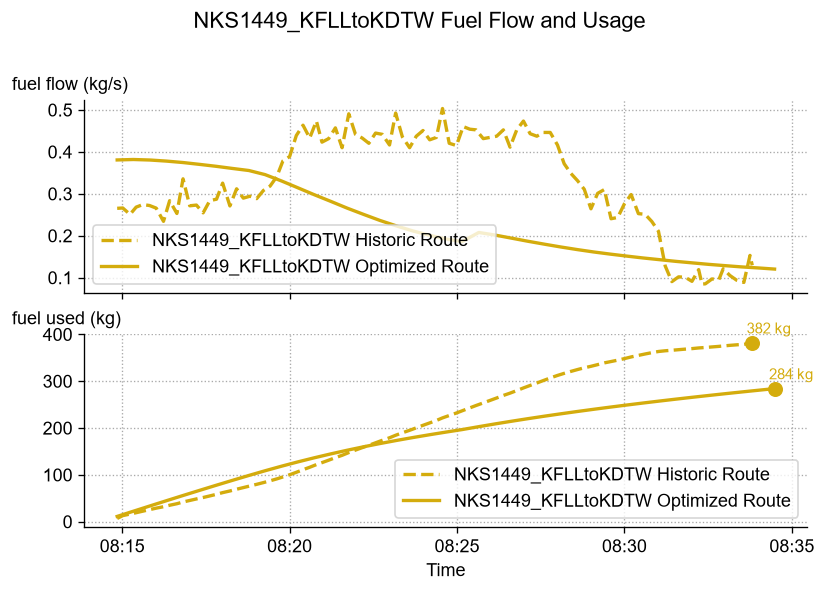 NKS1449_KFLLtoKDTW Fuel Flow and Usage
fuel flow (kg/s)
0.5
0.4
0.3
0.2
0.1
NKS1449_KFLLtoKDTW Historic Route
NKS1449_KFLLtoKDTW Optimized Route
fuel used (kg)
400
300
200
100
0
382 kg
284 kg
NKS1449_KFLLtoKDTW Historic Route
NKS1449_KFLLtoKDTW Optimized Route
08:15 08:20 08:25 08:30 08:35
Time